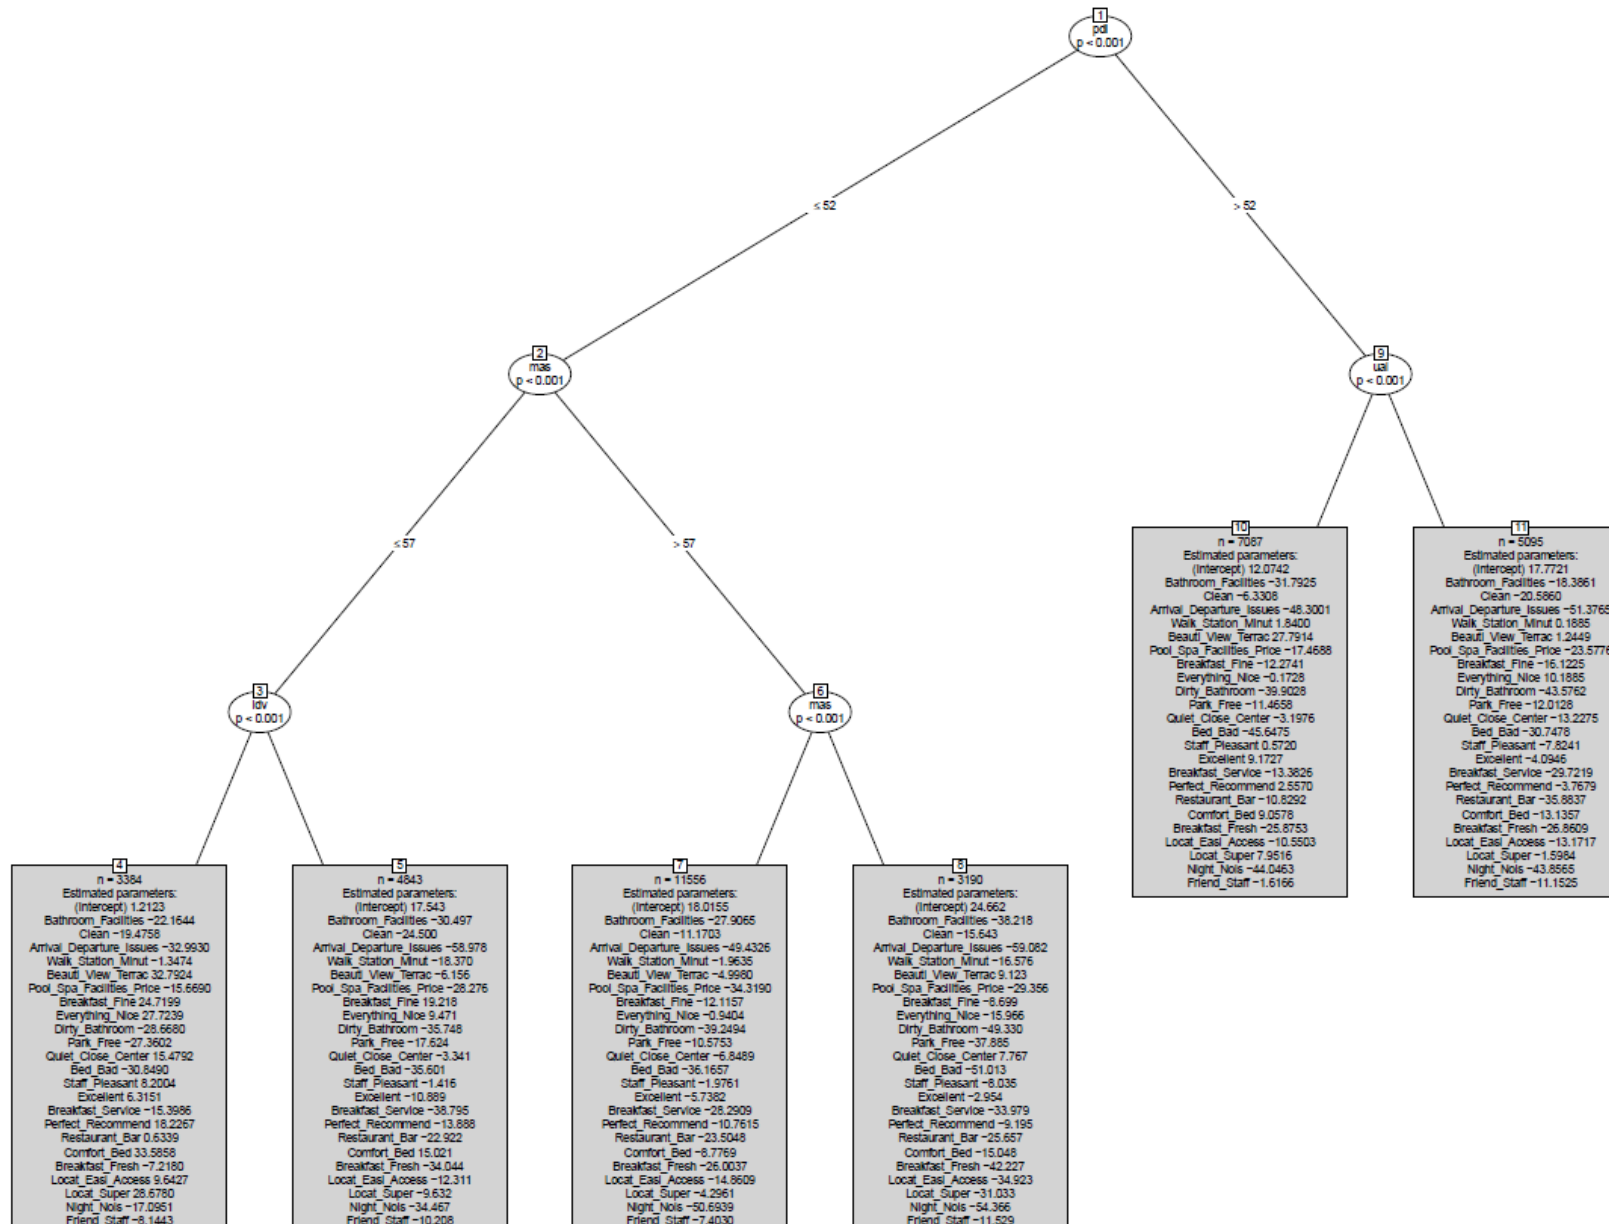 1
pdi
p < 0.001
≤ 52
> 52
2
mas
p < 0.001
9
uai
p < 0.001
≤ 57
> 57
3
idv
p < 0.001
6
mas
p < 0.001
10
n = 7087
Estimated parameters:
(Intercept) 12.0742
Bathroom_Facilities −31.7925
Clean −6.3308
Arrival_Departure_Issues −48.3001
Walk_Station_Minut 1.8400
Beauti_View_Terrac 27.7914
Pool_Spa_Facilities_Price −17.4688
Breakfast_Fine −12.2741
Everything_Nice −0.1728
Dirty_Bathroom −39.9028
Park_Free −11.4658
Quiet_Close_Center −3.1976
Bed_Bad −45.6475
Staff_Pleasant 0.5720
Excellent 9.1727
Breakfast_Service −13.3826
Perfect_Recommend 2.5570
Restaurant_Bar −10.8292
Comfort_Bed 9.0578
Breakfast_Fresh −25.8753
Locat_Easi_Access −10.5503
Locat_Super 7.9516
Night_Nois −44.0463
Friend_Staff −1.6166
11
n = 5095
Estimated parameters:
(Intercept) 17.7721
Bathroom_Facilities −18.3861
Clean −20.5860
Arrival_Departure_Issues −51.3765
Walk_Station_Minut 0.1885
Beauti_View_Terrac 1.2449
Pool_Spa_Facilities_Price −23.5776
Breakfast_Fine −16.1225
Everything_Nice 10.1885
Dirty_Bathroom −43.5762
Park_Free −12.0128
Quiet_Close_Center −13.2275
Bed_Bad −30.7478
Staff_Pleasant −7.8241
Excellent −4.0946
Breakfast_Service −29.7219
Perfect_Recommend −3.7679
Restaurant_Bar −35.8837
Comfort_Bed −13.1357
Breakfast_Fresh −26.8609
Locat_Easi_Access −13.1717
Locat_Super −1.5984
Night_Nois −43.8565
Friend_Staff −11.1525
4
n = 3384
Estimated parameters:
(Intercept) 1.2123
Bathroom_Facilities −22.1644
Clean −19.4758
Arrival_Departure_Issues −32.9930
Walk_Station_Minut −1.3474
Beauti_View_Terrac 32.7924
Pool_Spa_Facilities_Price −15.6690
Breakfast_Fine 24.7199
Everything_Nice 27.7239
Dirty_Bathroom −28.6680
Park_Free −27.3602
Quiet_Close_Center 15.4792
Bed_Bad −30.8490
Staff_Pleasant 8.2004
Excellent 6.3151
Breakfast_Service −15.3986
Perfect_Recommend 18.2267
Restaurant_Bar 0.6339
Comfort_Bed 33.5858
Breakfast_Fresh −7.2180
Locat_Easi_Access 9.6427
Locat_Super 28.6780
Night_Nois −17.0951
Friend_Staff −8.1443
5
n = 4843
Estimated parameters:
(Intercept) 17.543
Bathroom_Facilities −30.497
Clean −24.500
Arrival_Departure_Issues −58.978
Walk_Station_Minut −18.370
Beauti_View_Terrac −6.156
Pool_Spa_Facilities_Price −28.276
Breakfast_Fine 19.218
Everything_Nice 9.471
Dirty_Bathroom −35.748
Park_Free −17.624
Quiet_Close_Center −3.341
Bed_Bad −35.601
Staff_Pleasant −1.416
Excellent −10.889
Breakfast_Service −38.795
Perfect_Recommend −13.888
Restaurant_Bar −22.922
Comfort_Bed 15.021
Breakfast_Fresh −34.044
Locat_Easi_Access −12.311
Locat_Super −9.632
Night_Nois −34.467
Friend_Staff −10.208
7
n = 11556
Estimated parameters:
(Intercept) 18.0155
Bathroom_Facilities −27.9065
Clean −11.1703
Arrival_Departure_Issues −49.4326
Walk_Station_Minut −1.9635
Beauti_View_Terrac −4.9980
Pool_Spa_Facilities_Price −34.3190
Breakfast_Fine −12.1157
Everything_Nice −0.9404
Dirty_Bathroom −39.2494
Park_Free −10.5753
Quiet_Close_Center −6.8489
Bed_Bad −36.1657
Staff_Pleasant −1.9761
Excellent −5.7382
Breakfast_Service −28.2909
Perfect_Recommend −10.7615
Restaurant_Bar −23.5048
Comfort_Bed −8.7769
Breakfast_Fresh −26.0037
Locat_Easi_Access −14.8609
Locat_Super −4.2961
Night_Nois −50.6939
Friend_Staff −7.4030
8
n = 3190
Estimated parameters:
(Intercept) 24.662
Bathroom_Facilities −38.218
Clean −15.643
Arrival_Departure_Issues −59.082
Walk_Station_Minut −16.576
Beauti_View_Terrac 9.123
Pool_Spa_Facilities_Price −29.356
Breakfast_Fine −8.699
Everything_Nice −15.966
Dirty_Bathroom −49.330
Park_Free −37.885
Quiet_Close_Center 7.767
Bed_Bad −51.013
Staff_Pleasant −8.035
Excellent −2.954
Breakfast_Service −33.979
Perfect_Recommend −9.195
Restaurant_Bar −25.657
Comfort_Bed −15.048
Breakfast_Fresh −42.227
Locat_Easi_Access −34.923
Locat_Super −31.033
Night_Nois −54.366
Friend_Staff −11.529